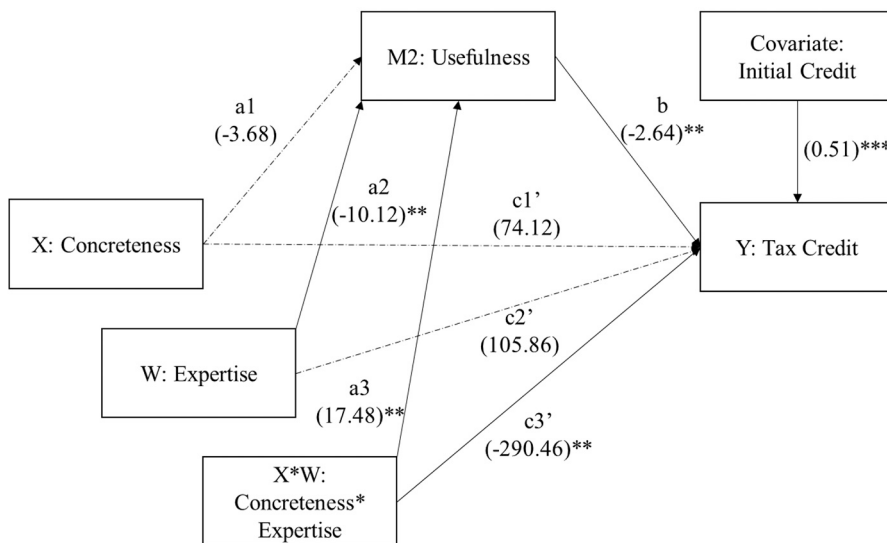 M2: Usefulness
Covariate:
Initial Credit
a1
(-3.68)
b
(-2.64)**
(0.51)***
a2
(-10.12)**
c1’
(74.12)
X: Concreteness
Y: Tax Credit
c2’
(105.86)
W: Expertise
a3
(17.48)**
c3’
(-290.46)**
X*W:
Concreteness*
Expertise